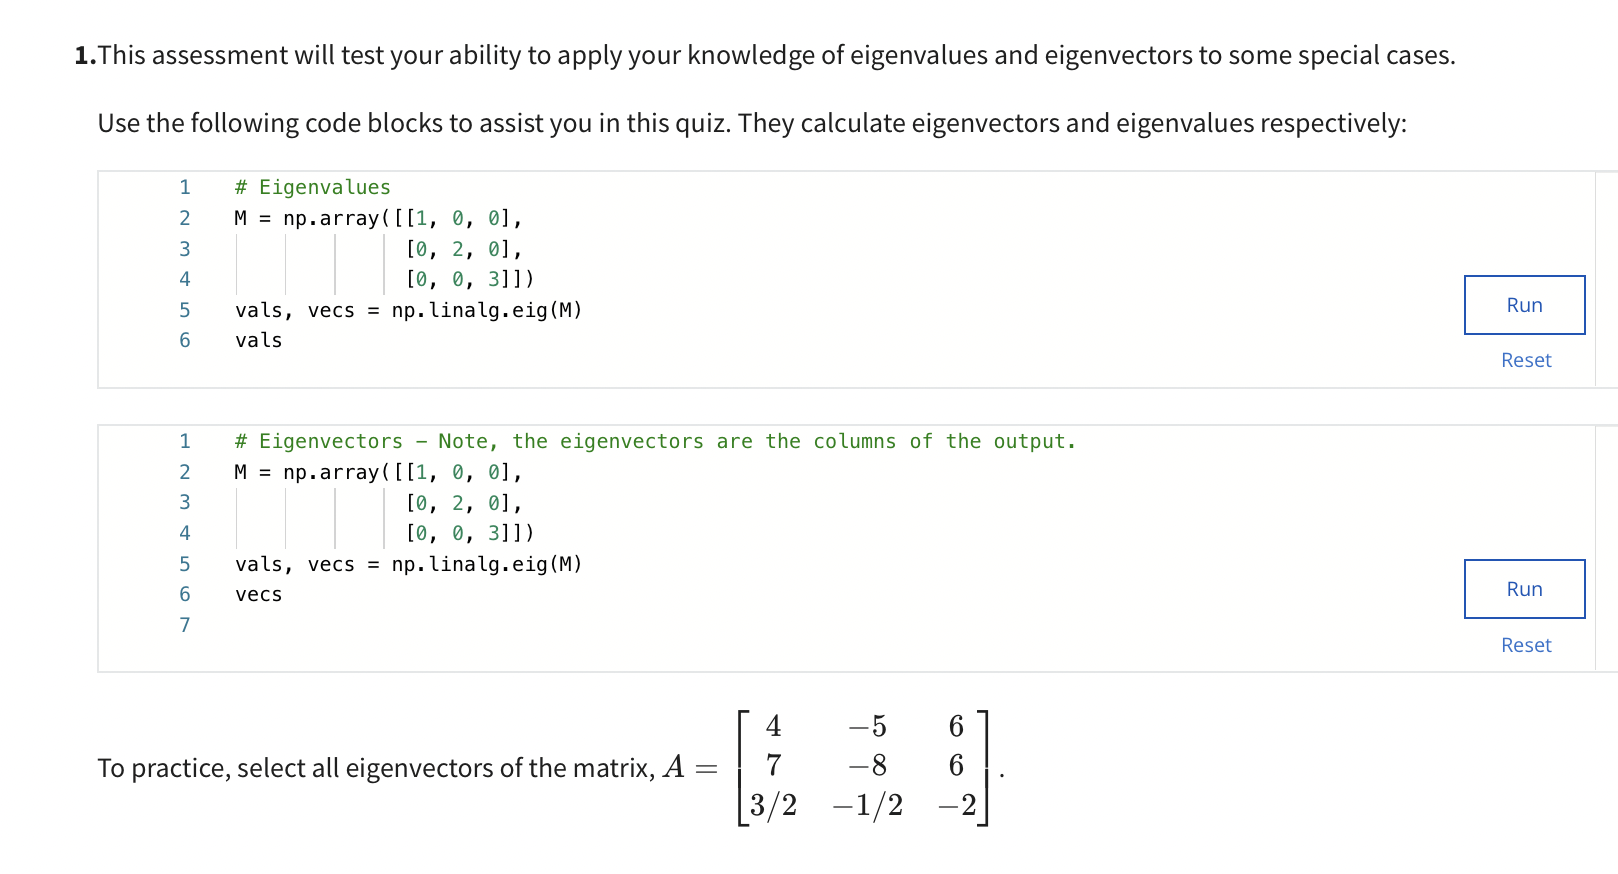 1.This assessment will test your ability to apply your knowledge of eigenvalues and eigenvectors to some special cases.
Use the following code blocks to assist you in this quiz. They calculate eigenvectors and eigenvalues respectively:
1 # Eigenvalues
2 M = np.array([[1, 0, 0],
3 [0, 2, 0],
4 [0, 0, 3]])
5 vals, vecs = np.linalg.eig(M)
6 vals
Run
Reset
1 # Eigenvectors – Note, the eigenvectors are the columns of the output.
2 M = np.array([[1, 0, 0],
3 [0, 2, 0],
4 [0, 0, 3]])
5 vals, vecs = np.linalg.eig(M)
6 vecs
7
Run
Reset
To practice, select all eigenvectors of the matrix, A = [4 −5 6
7 −8 6
3/2 −1/2 −2].